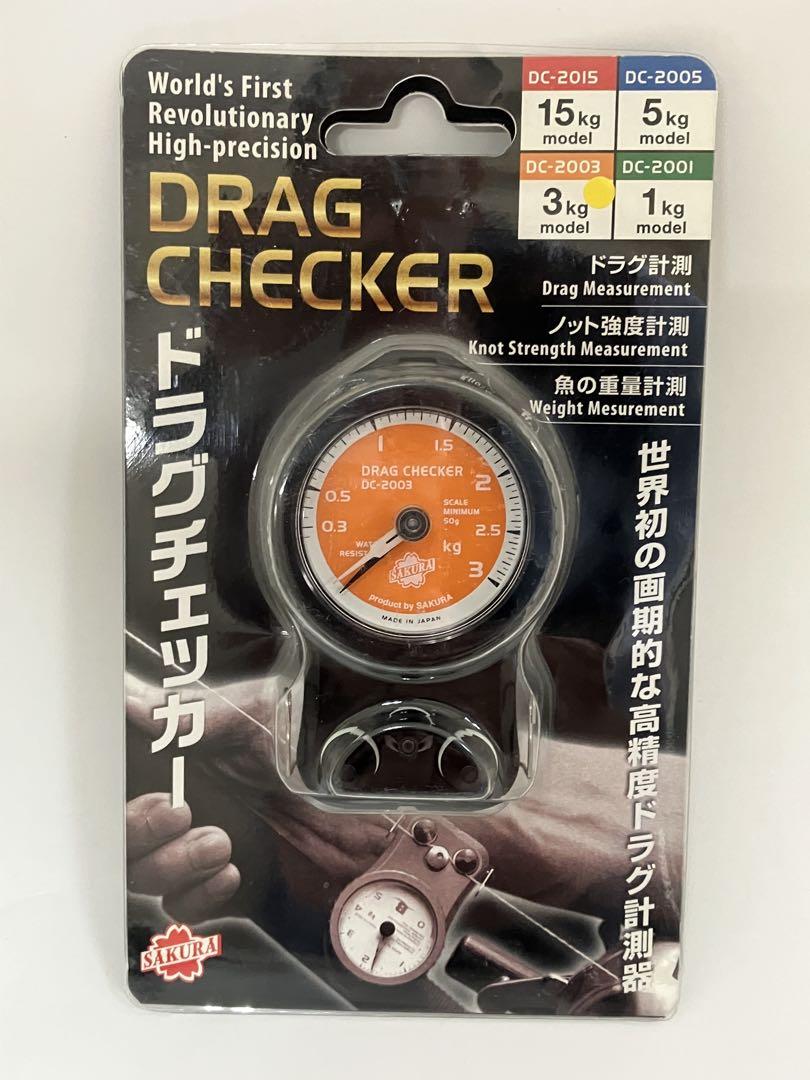 World's First
Revolutionary
High-precision
DRAG
CHECKER
DC-2015
15kg
model
DC-2005
5kg
model
DC-2003
3kg
model
DC-2001
1kg
model
ドラグ計測
Drag Measurement
ノット強度計測
Knot Strength Measurement
魚の重量計測
Weight Mesurement
ドラグチェッカー
世界初の画期的な高精度ドラグ計測器
0.3
0.5
1
1.5
2
2.5
3
DRAG CHECKER
DC-2003
SCALE
MINIMUM
50g
kg
SAKURA
product by SAKURA
MADE IN JAPAN
SAKURA